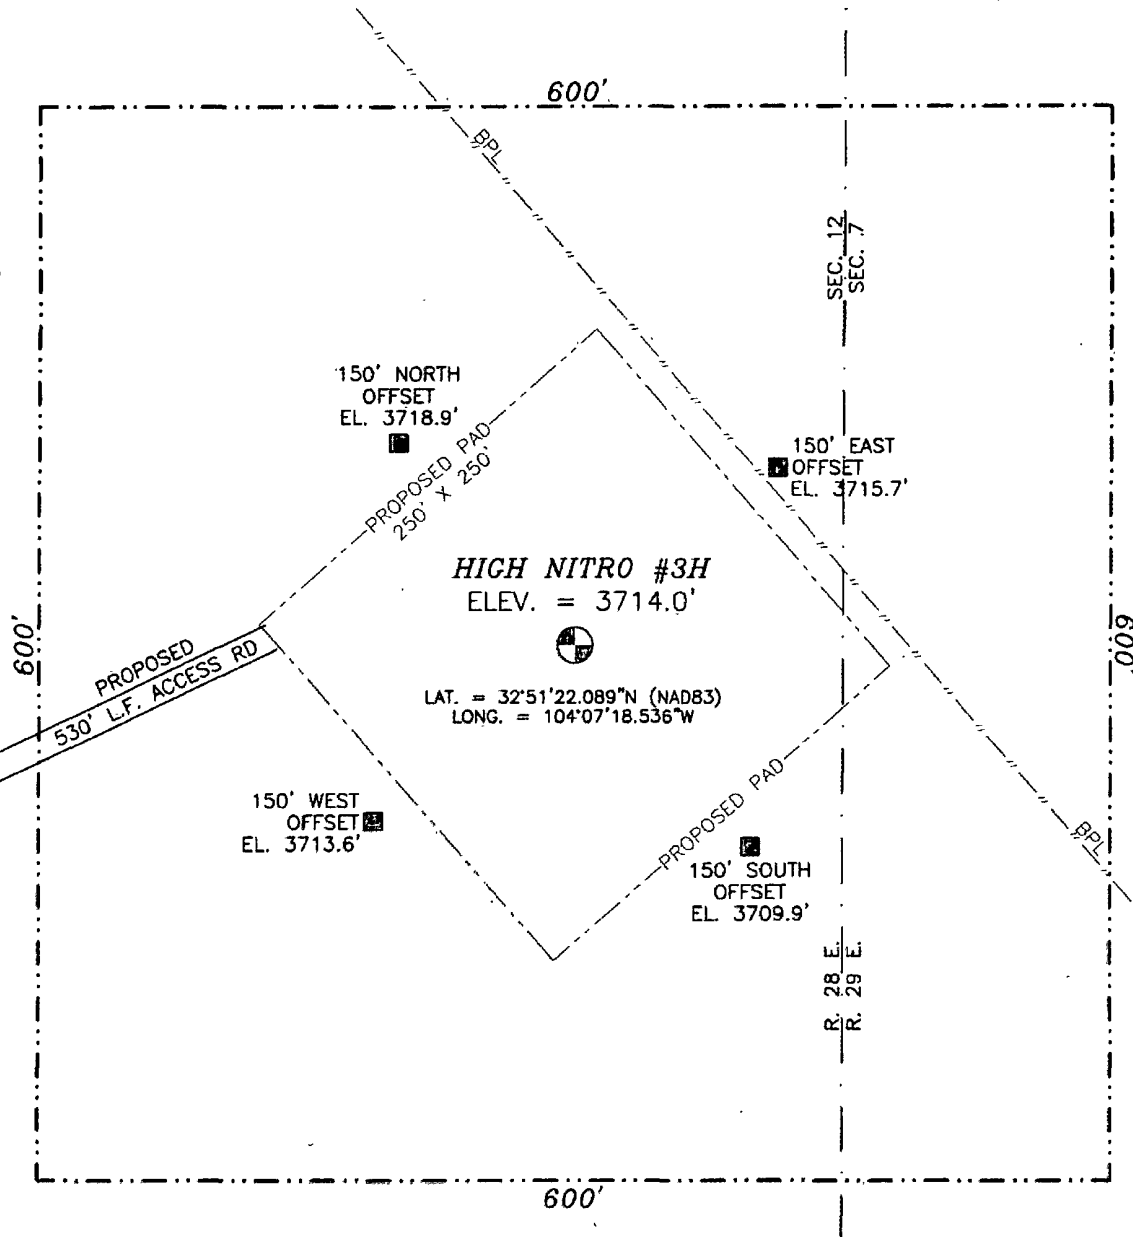 600'
BPL
SEC. 12
SEC. 7
150' NORTH
OFFSET
EL. 3718.9'
PROPOSED PAD
250' X 250'
150' EAST
OFFSET
EL. 3715.7'
HIGH NITRO #3H
ELEV. = 3714.0'
600'
600'
PROPOSED
530' L.F. ACCESS RD
LAT. = 32°51'22.089"N (NAD83)
LONG. = 104°07'18.536"W
150' WEST
OFFSET
EL. 3713.6'
PROPOSED PAD
BPL
150' SOUTH
OFFSET
EL. 3709.9'
R. 28 E.
R. 29 E.
600'